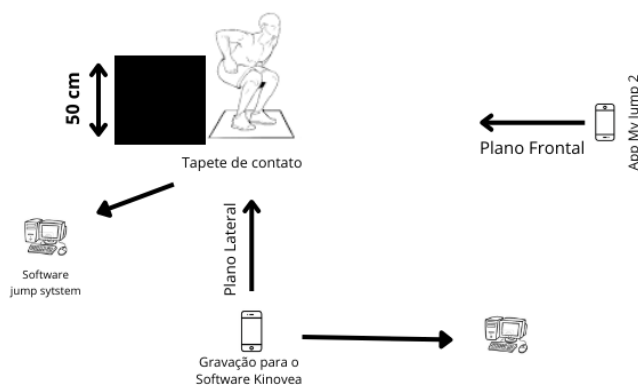 50 cm
Tapete de contato
Plano Frontal
App My Jump 2
Plano Lateral
Software
jump sytstem
Gravação para o
Software Kinovea